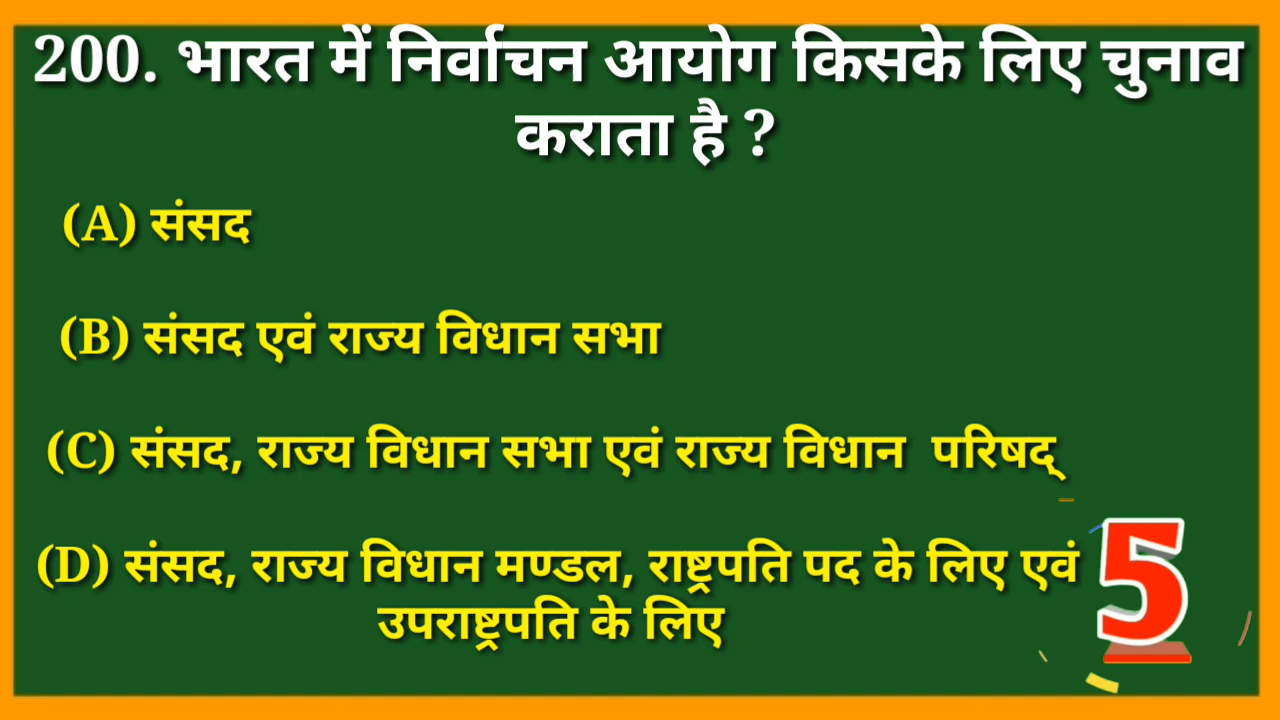 200. भारत में निर्वाचन आयोग किसके लिए चुनाव
कराता है ?
(A) संसद
(B) संसद एवं राज्य विधान सभा
(C) संसद, राज्य विधान सभा एवं राज्य विधान परिषद्
(D) संसद, राज्य विधान मण्डल, राष्ट्रपति पद के लिए एवं
उपराष्ट्रपति के लिए
5